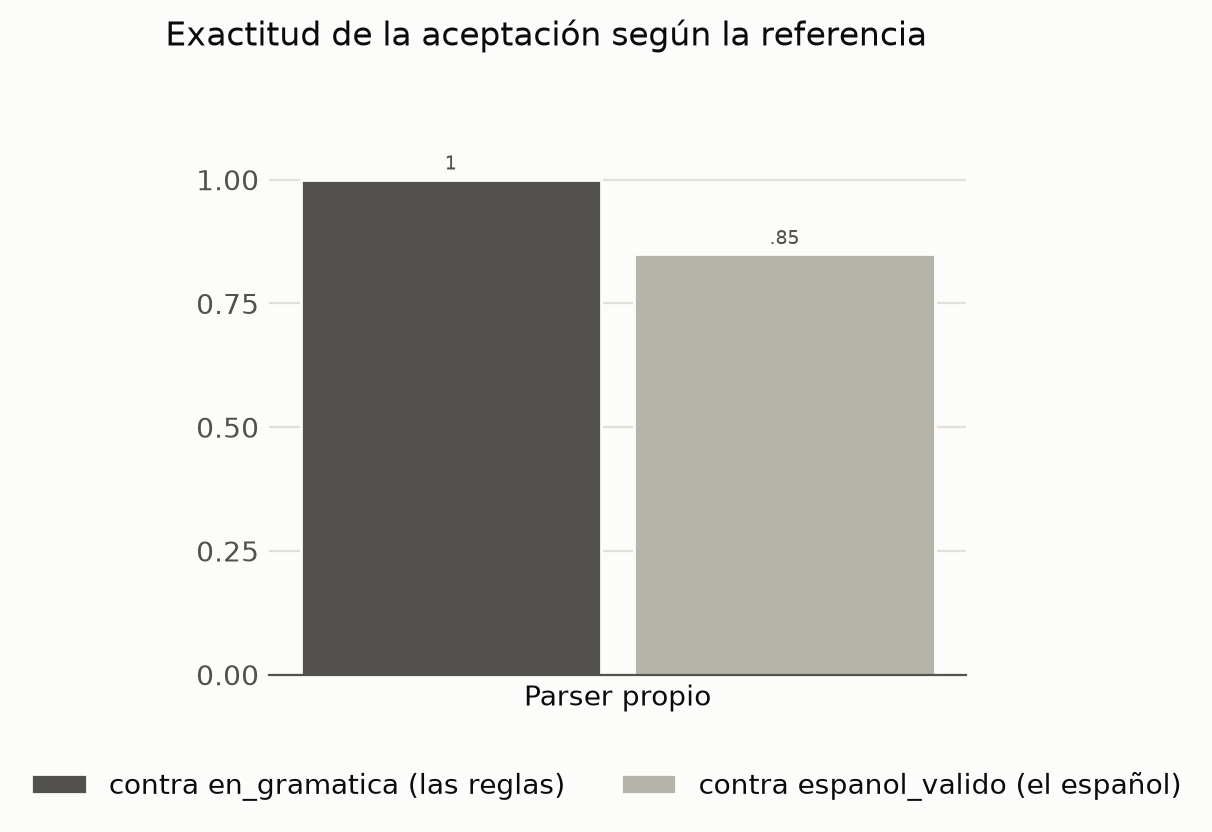 Exactitud de la aceptación según la referencia
1
.85
1.00
0.75
0.50
0.25
0.00
Parser propio
contra en_gramatica (las reglas)
contra espanol_valido (el español)